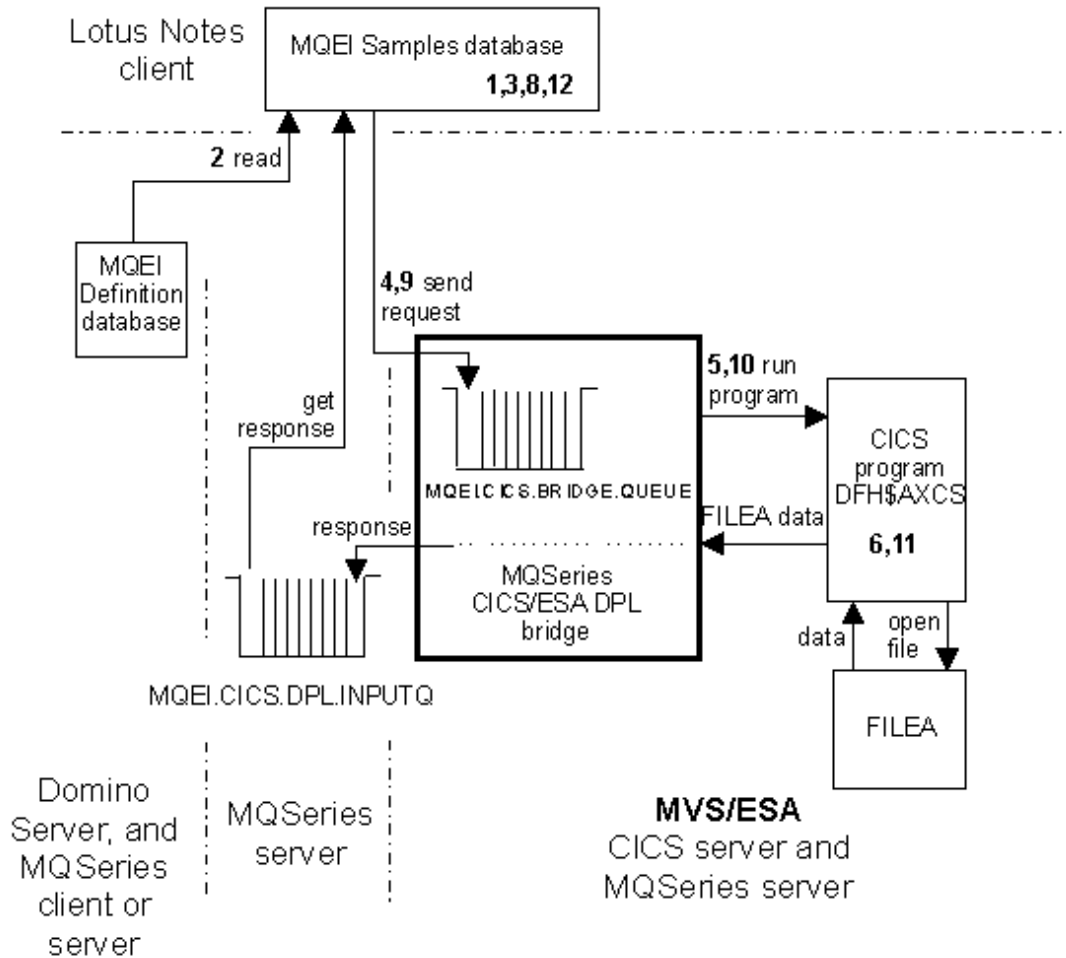 Lotus Notes
client
MQEI Samples database
1,3,8,12
2 read
MQEI
Definition
database
4,9 send
request
get
response
5,10 run
program
CICS
program
DFH$AXCS
6,11
MQEI.CICS.BRIDGE.QUEUE
FILEA data
response
MQSeries
CICS/ESA DPL
bridge
data
open
file
MQEI.CICS.DPL.INPUTQ
FILEA
Domino
Server, and
MQSeries
client or
server
MQSeries
server
MVS/ESA
CICS server and
MQSeries server